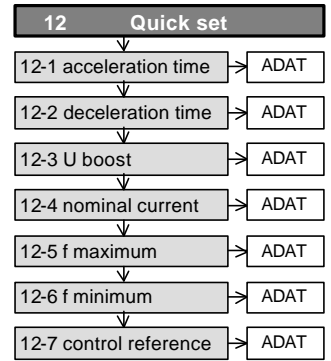 12 Quick set
12-1 acceleration time ADAT
12-2 deceleration time ADAT
12-3 U boost ADAT
12-4 nominal current ADAT
12-5 f maximum ADAT
12-6 f minimum ADAT
12-7 control reference ADAT